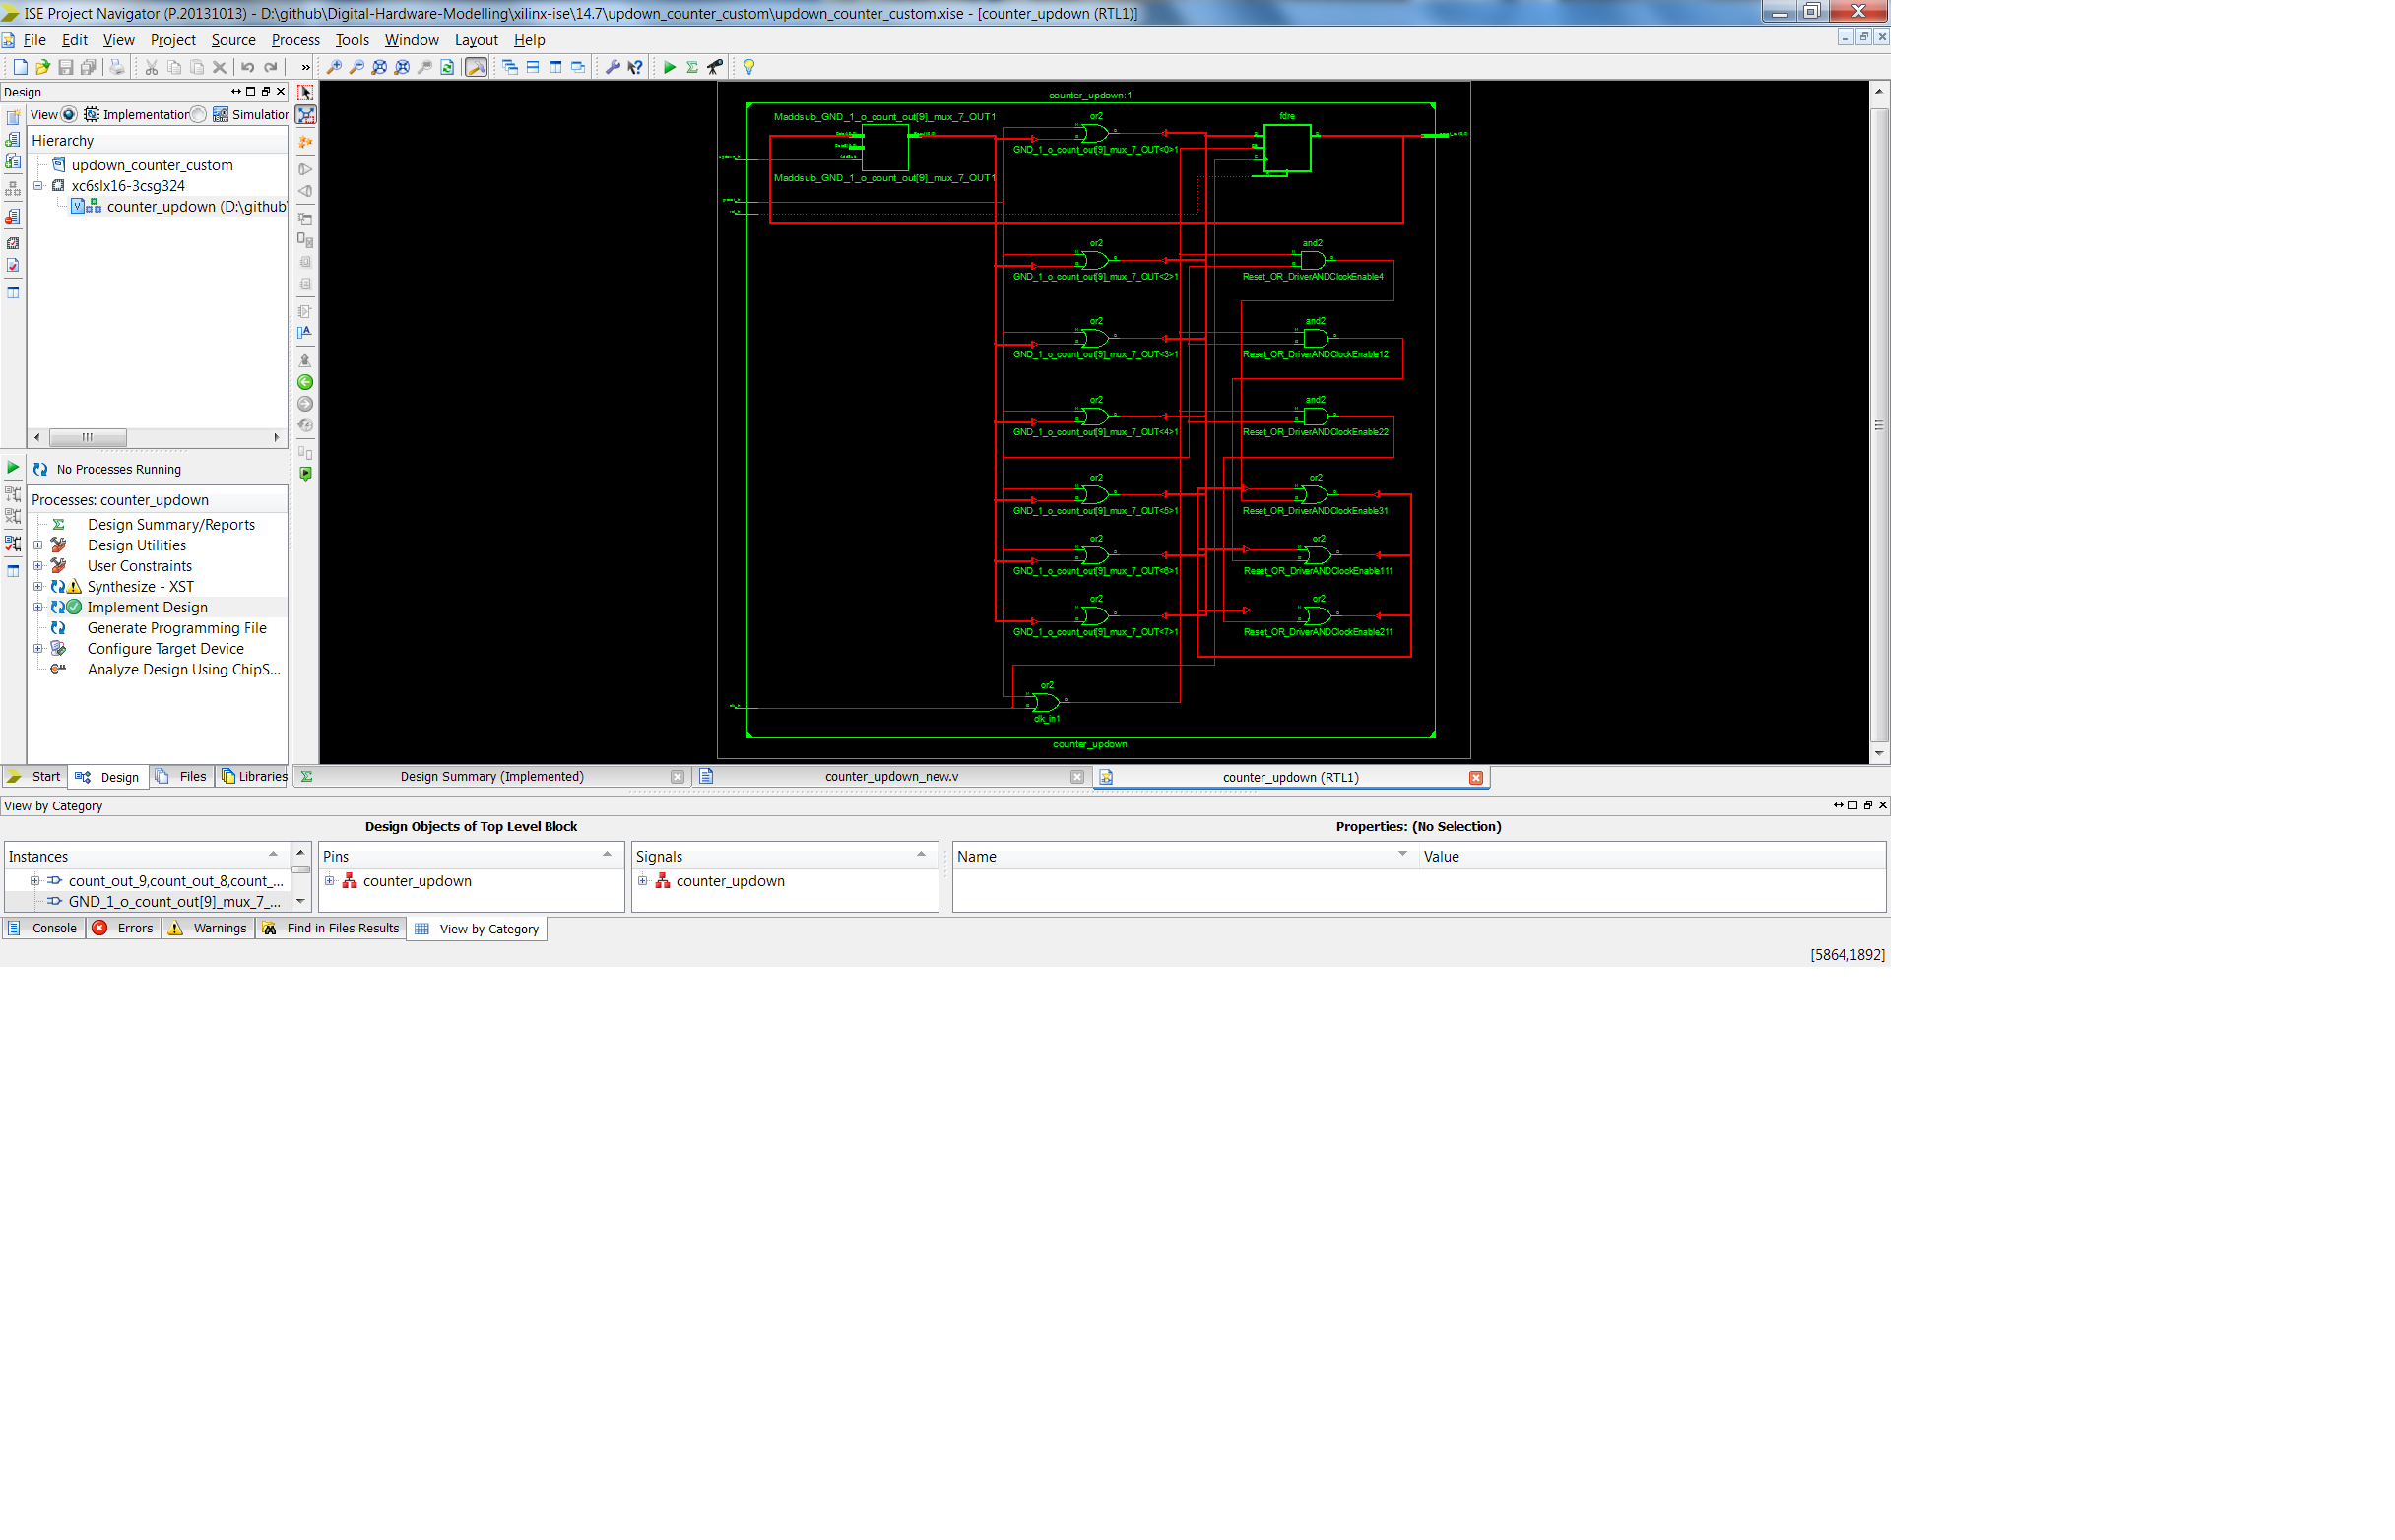 ISE Project Navigator (P.20131013) - D:\github\Digital-Hardware-Modelling\xilinx-ise\14.7\updown_counter_custom\updown_counter_custom.xise - [counter_updown (RTL1)]
File Edit View Project Source Process Tools Window Layout Help
Design
View Implementation Simulation
Hierarchy
updown_counter_custom
xc6slx16-3csg324
counter_updown (D:\github\
No Processes Running
Processes: counter_updown
Design Summary/Reports
Design Utilities
User Constraints
Synthesize - XST
Implement Design
Generate Programming File
Configure Target Device
Analyze Design Using ChipS...
Start Design Files Libraries
counter_updown:1
Maddsub_GND_1_o_count_out[9]_mux_7_OUT1
Maddsub_GND_1_o_count_out[9]_mux_7_OUT1
or2
GND_1_o_count_out[9]_mux_7_OUT<0>1
fdre
or2
GND_1_o_count_out[9]_mux_7_OUT<2>1
and2
Reset_OR_DriverANDClockEnable4
or2
GND_1_o_count_out[9]_mux_7_OUT<3>1
and2
Reset_OR_DriverANDClockEnable12
or2
GND_1_o_count_out[9]_mux_7_OUT<4>1
and2
Reset_OR_DriverANDClockEnable22
or2
GND_1_o_count_out[9]_mux_7_OUT<5>1
or2
Reset_OR_DriverANDClockEnable31
or2
GND_1_o_count_out[9]_mux_7_OUT<6>1
or2
Reset_OR_DriverANDClockEnable111
or2
GND_1_o_count_out[9]_mux_7_OUT<7>1
or2
Reset_OR_DriverANDClockEnable211
or2
clk_in1
counter_updown
Design Summary (Implemented) counter_updown_new.v counter_updown (RTL1)
View by Category
Design Objects of Top Level Block
Properties: (No Selection)
Instances
count_out_9,count_out_8,count_...
GND_1_o_count_out[9]_mux_7_...
Pins
counter_updown
Signals
counter_updown
Name Value
Console Errors Warnings Find in Files Results View by Category
[5864,1892]